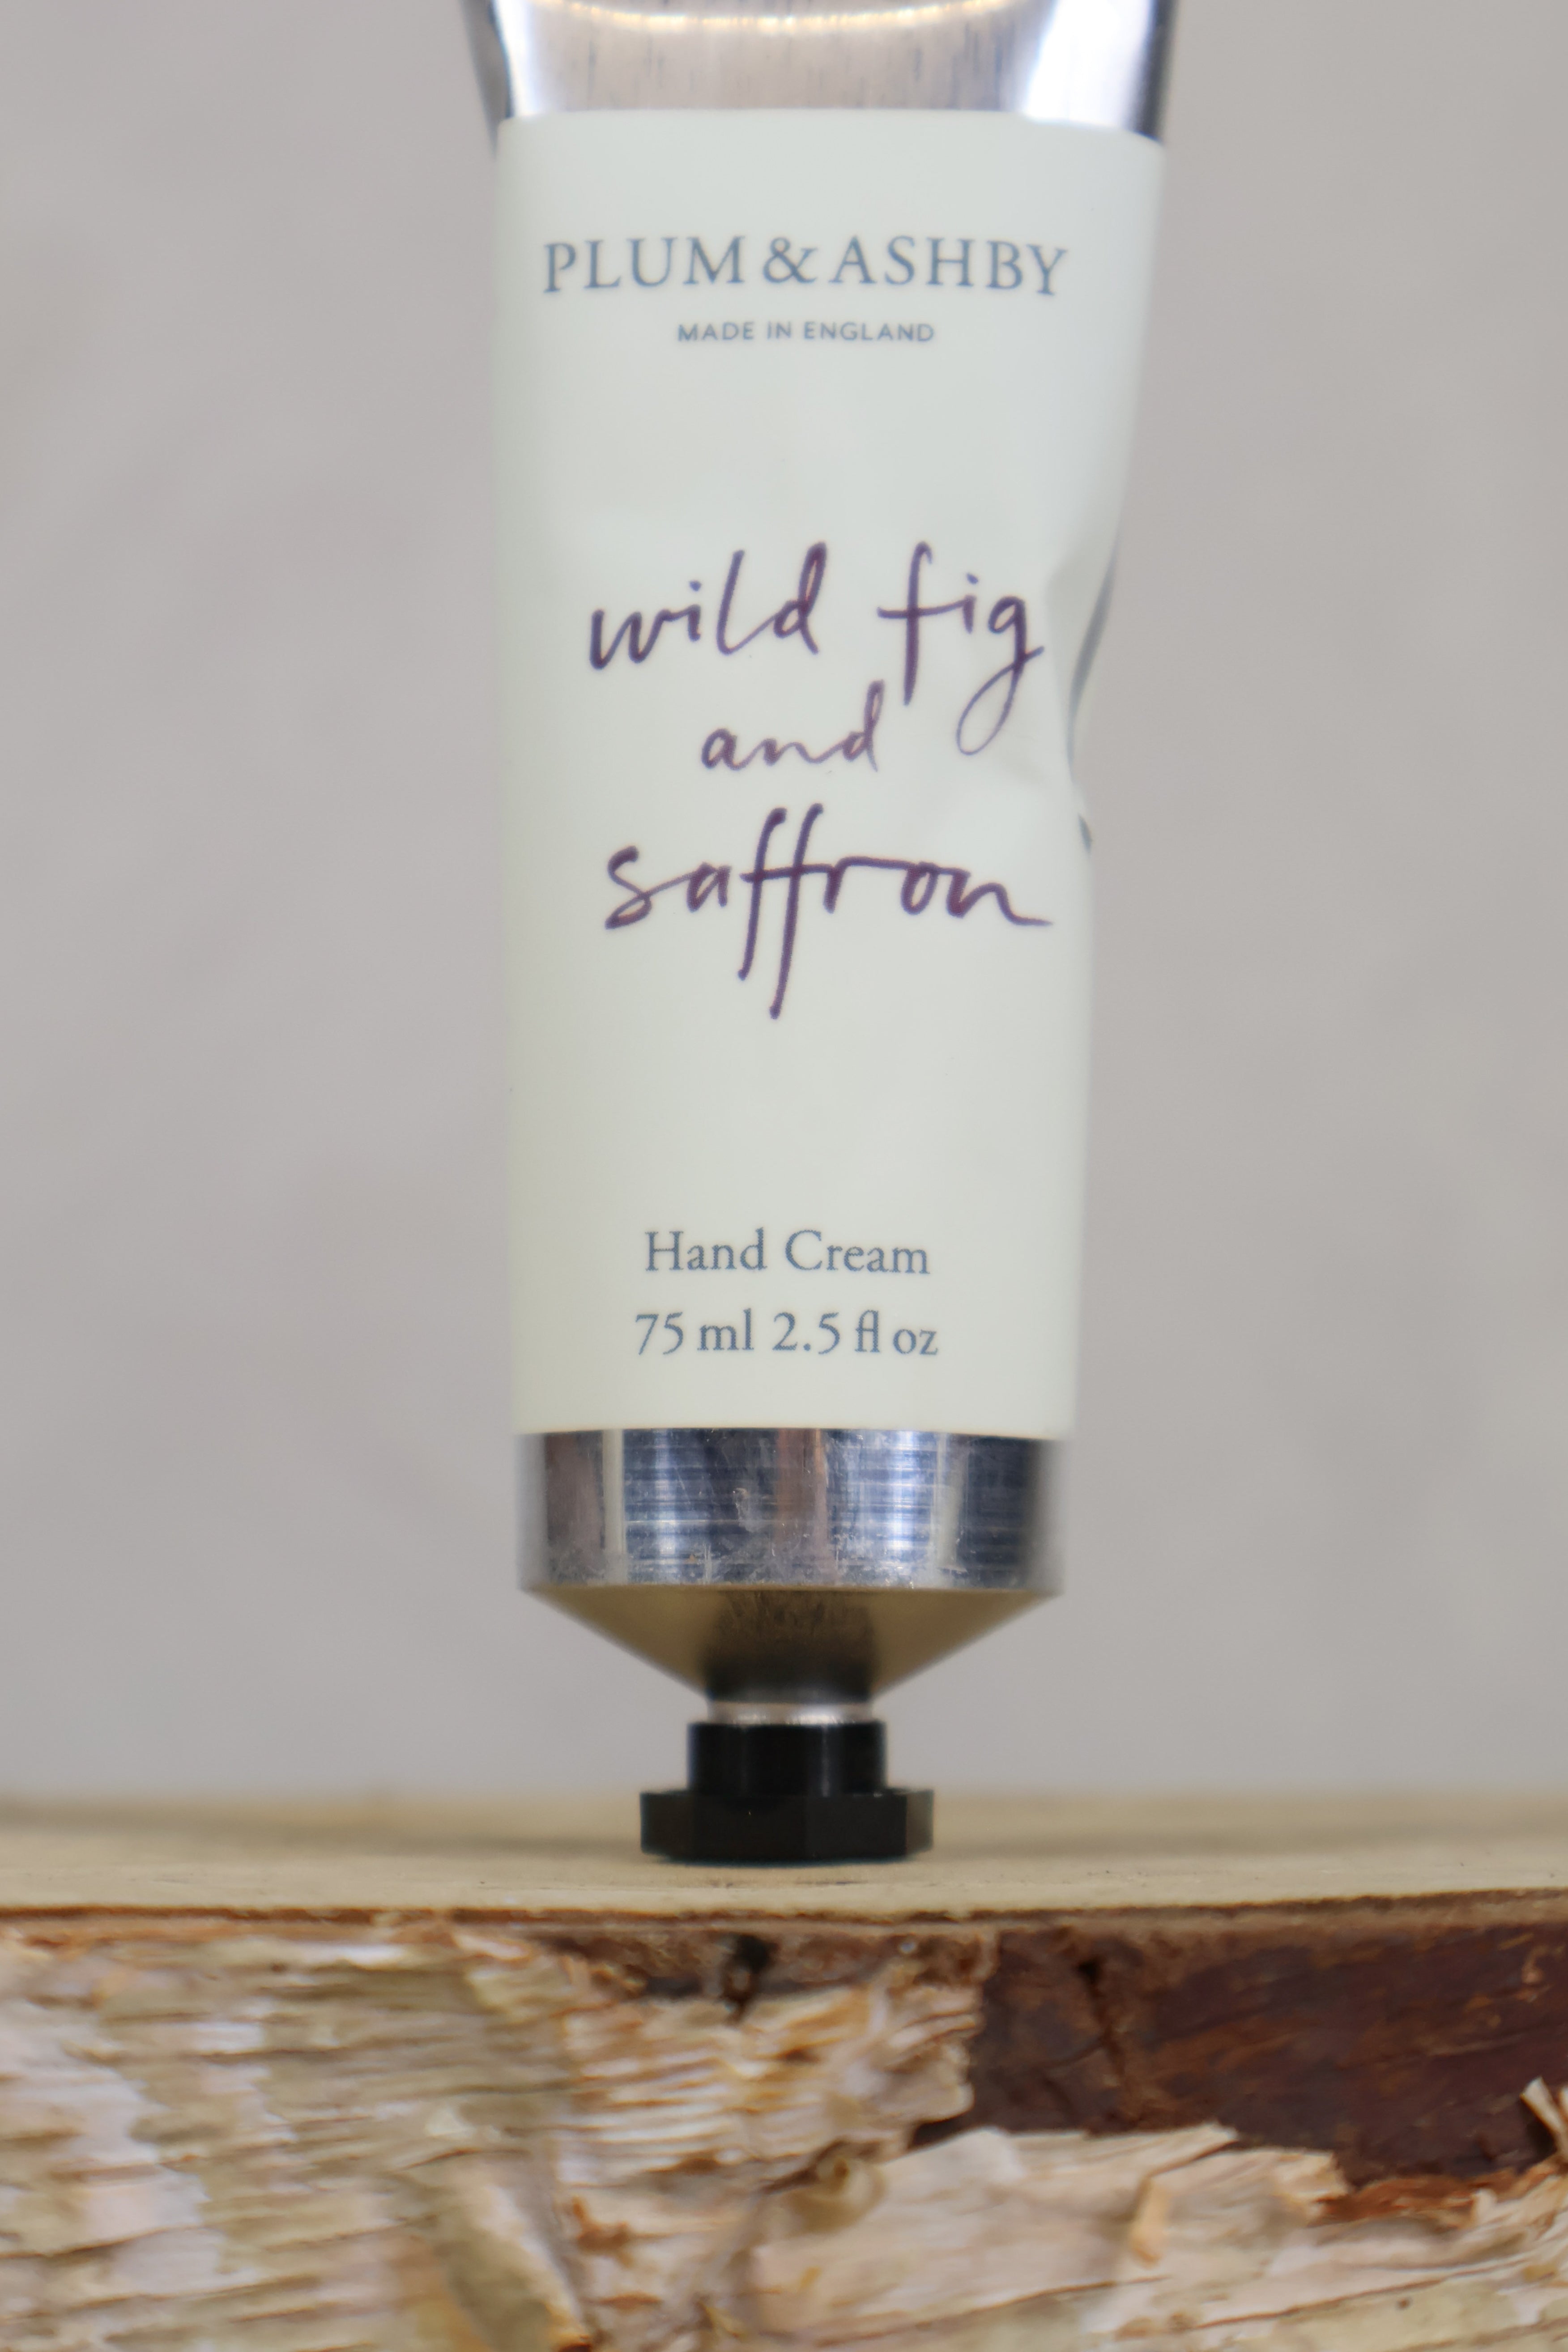 PLUM & ASHBY
MADE IN ENGLAND
wild fig
and
saffron
Hand Cream
75 ml 2.5 fl oz